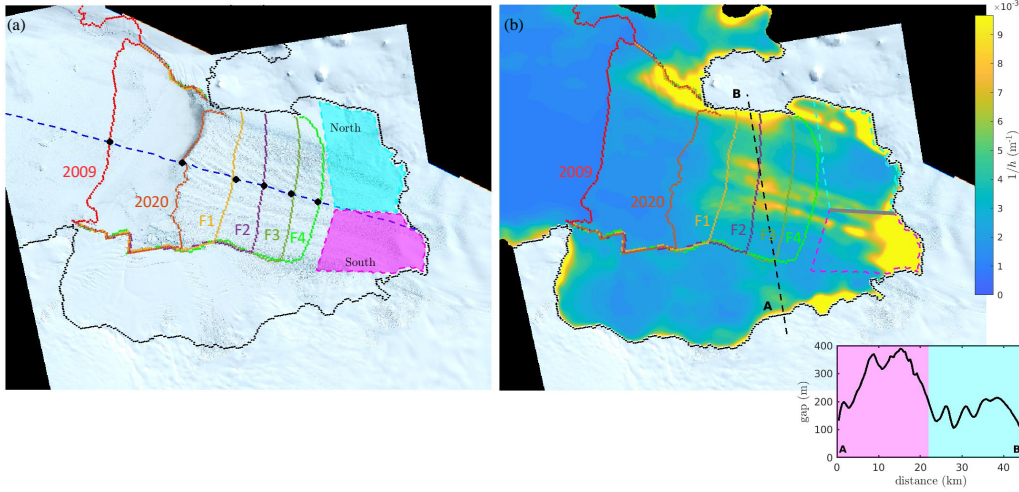 (a)
North
2009
2020
F1
F2
F3
F4
South
(b)
B
2009
2020
F1
F2
F3
F4
A
×10⁻³
9
8
7
6
5
4
3
2
1
0
1/h (m⁻¹)
gap (m)
400
300
200
100
0
A
B
0 10 20 30 40
distance (km)